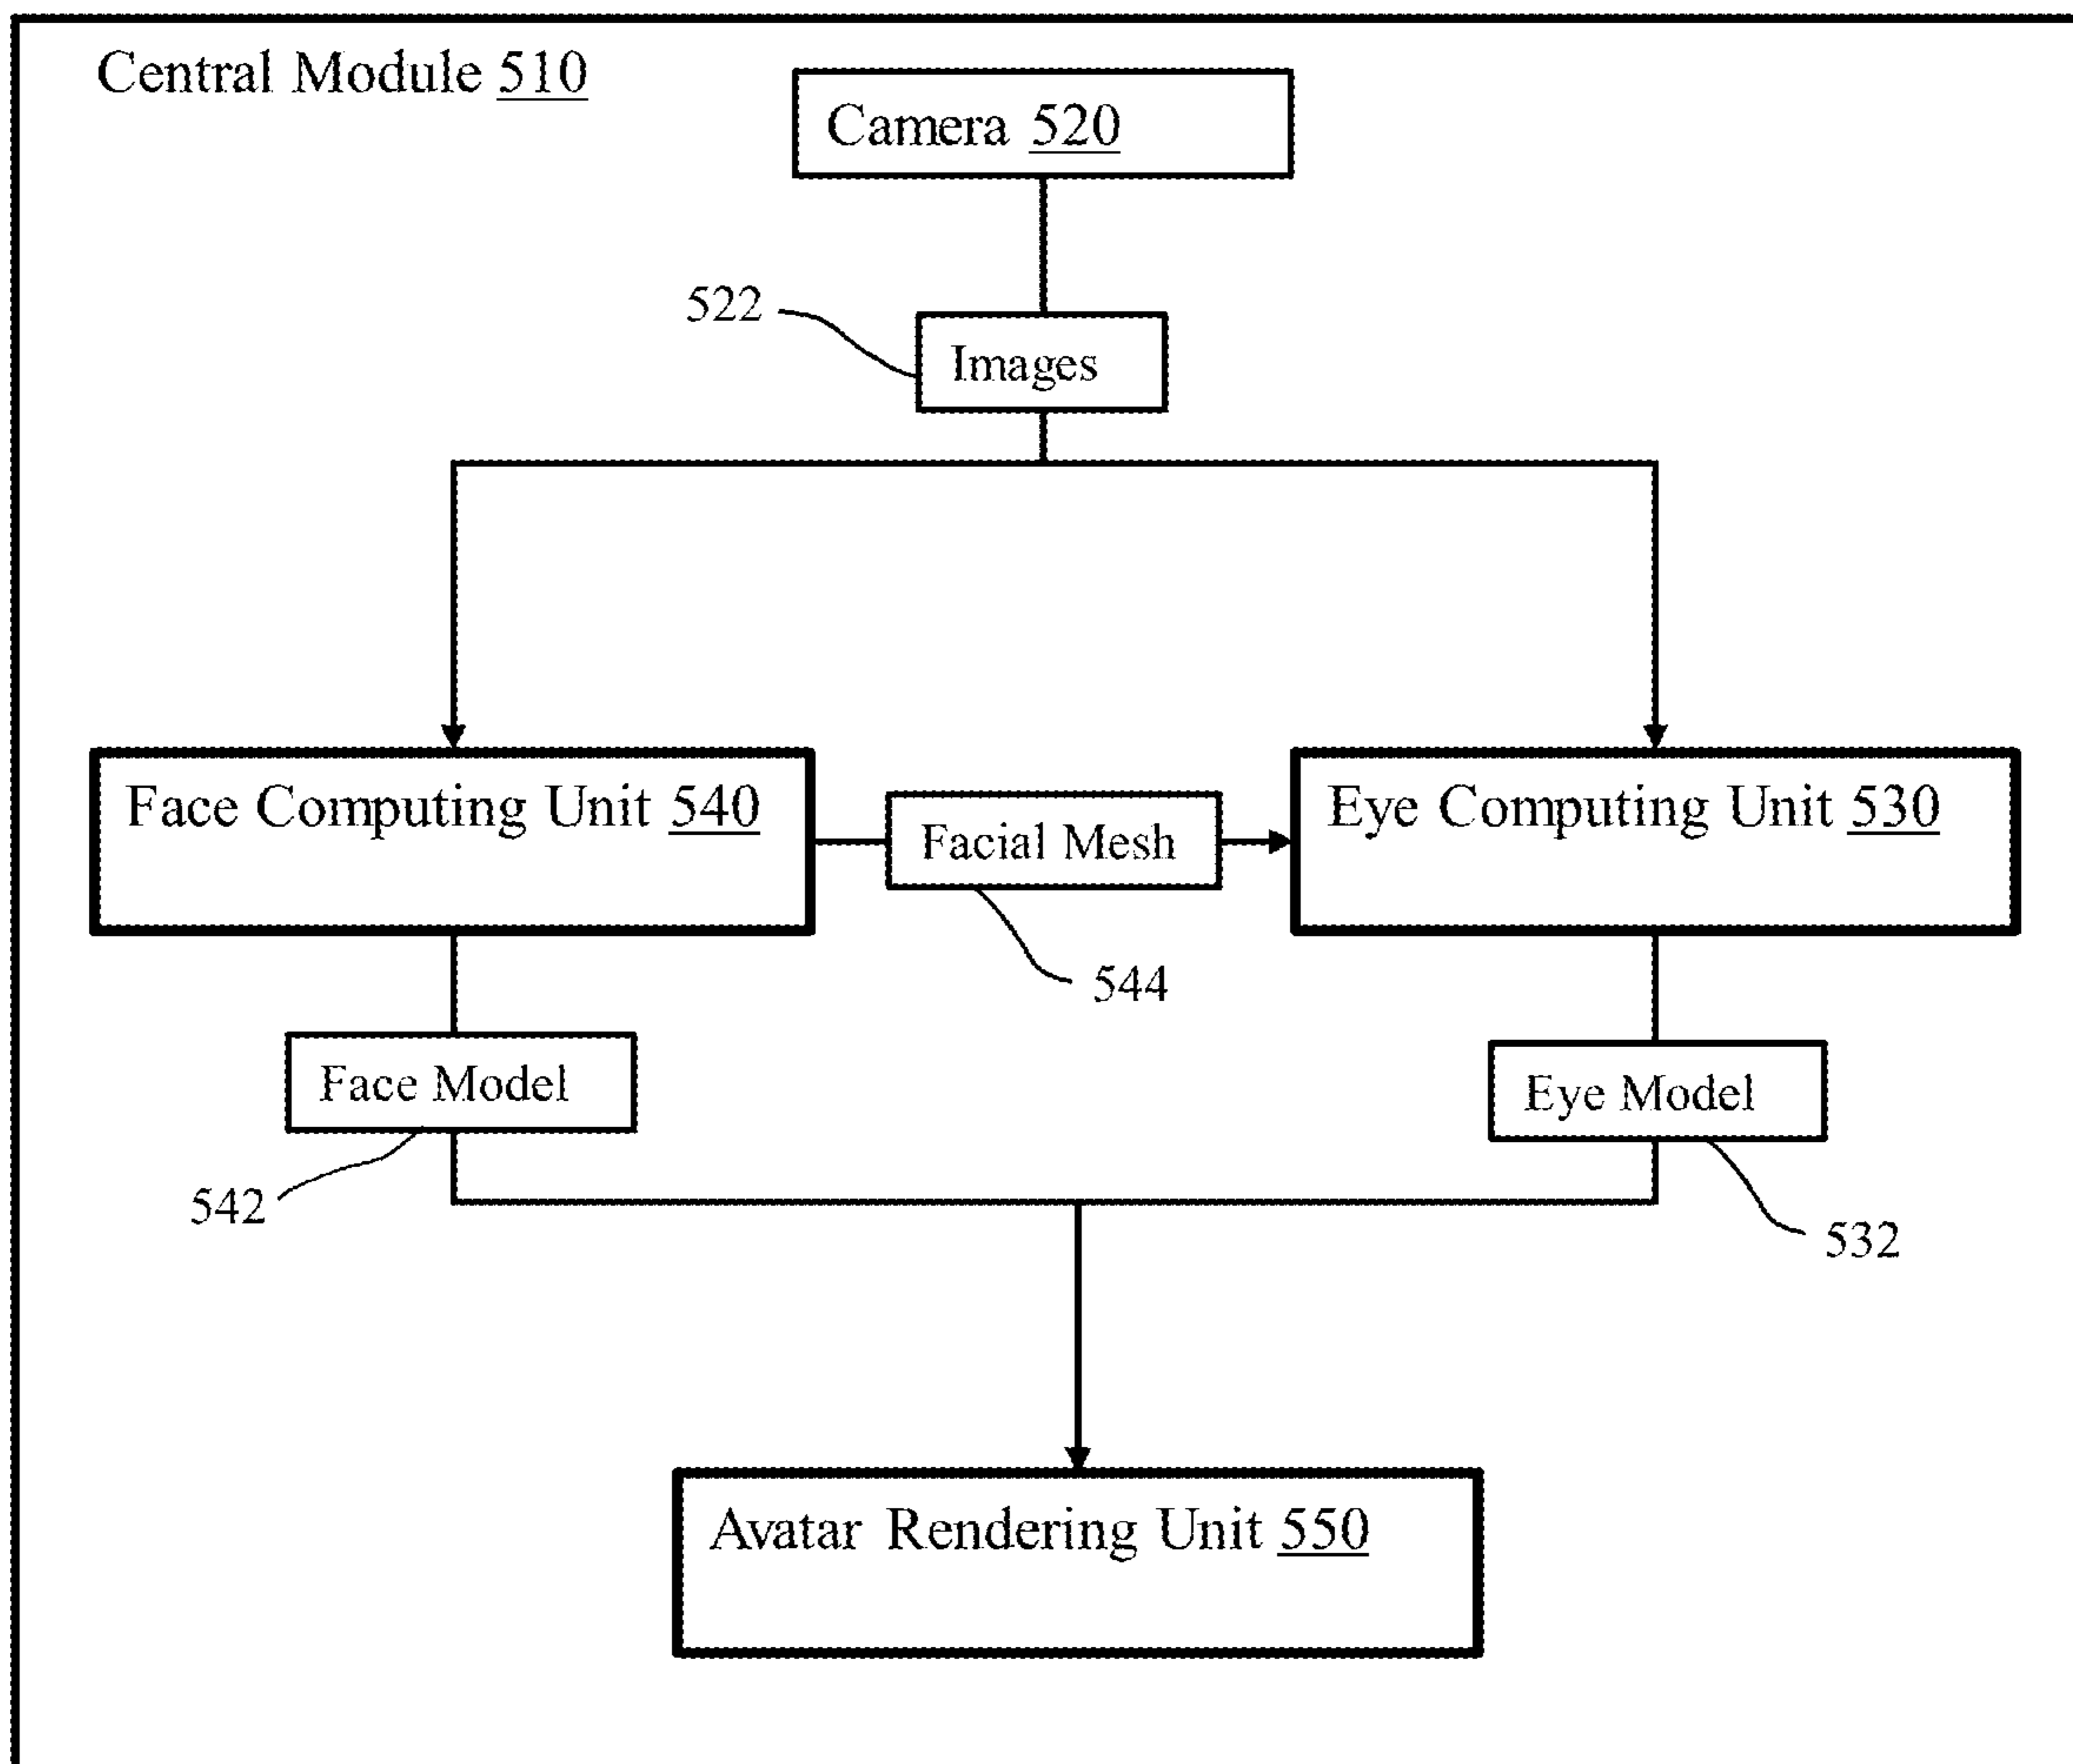 Central Module 510
Camera 520
522
Images
Face Computing Unit 540
Facial Mesh
Eye Computing Unit 530
544
Face Model
Eye Model
542
532
Avatar Rendering Unit 550